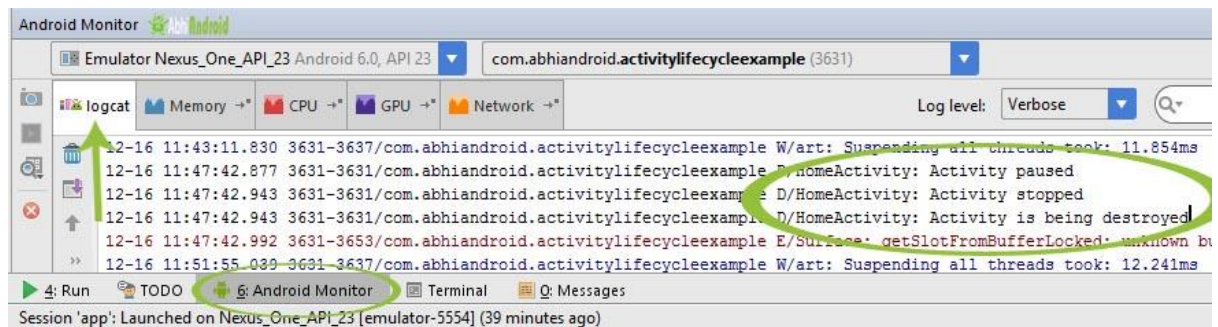 Android Monitor AbhiAndroid
Emulator Nexus_One_API_23 Android 6.0, API 23 com.abhiandroid.activitylifecycleexample (3631)
logcat Memory CPU GPU Network Log level: Verbose
12-16 11:43:11.830 3631-3637/com.abhiandroid.activitylifecycleexample W/art: Suspending all threads took: 11.854ms
12-16 11:47:42.877 3631-3631/com.abhiandroid.activitylifecycleexample D/HomeActivity: Activity paused
12-16 11:47:42.943 3631-3631/com.abhiandroid.activitylifecycleexample D/HomeActivity: Activity stopped
12-16 11:47:42.943 3631-3631/com.abhiandroid.activitylifecycleexample D/HomeActivity: Activity is being destroyed
12-16 11:47:42.992 3631-3653/com.abhiandroid.activitylifecycleexample E/Surface: getSlotFromBufferLocked: unknown bu
12-16 11:51:55.039 3631-3637/com.abhiandroid.activitylifecycleexample W/art: Suspending all threads took: 12.241ms
4: Run TODO 6: Android Monitor Terminal 0: Messages
Session 'app': Launched on Nexus_One_API_23 [emulator-5554] (39 minutes ago)